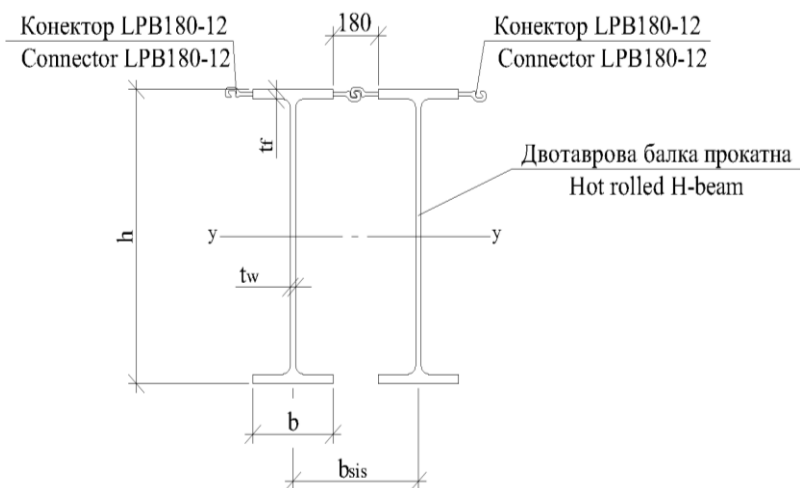 Конектор LPB180-12
Connector LPB180-12
180
Конектор LPB180-12
Connector LPB180-12
tf
Двотаврова балка прокатна
Hot rolled H-beam
h
y
y
tw
b
bsis